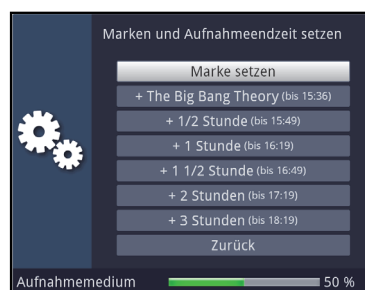 Marken und Aufnahmeendzeit setzen
Marke setzen
+ The Big Bang Theory (bis 15:36)
+ 1/2 Stunde (bis 15:49)
+ 1 Stunde (bis 16:19)
+ 1 1/2 Stunde (bis 16:49)
+ 2 Stunden (bis 17:19)
+ 3 Stunden (bis 18:19)
Zurück
Aufnahmemedium 50 %